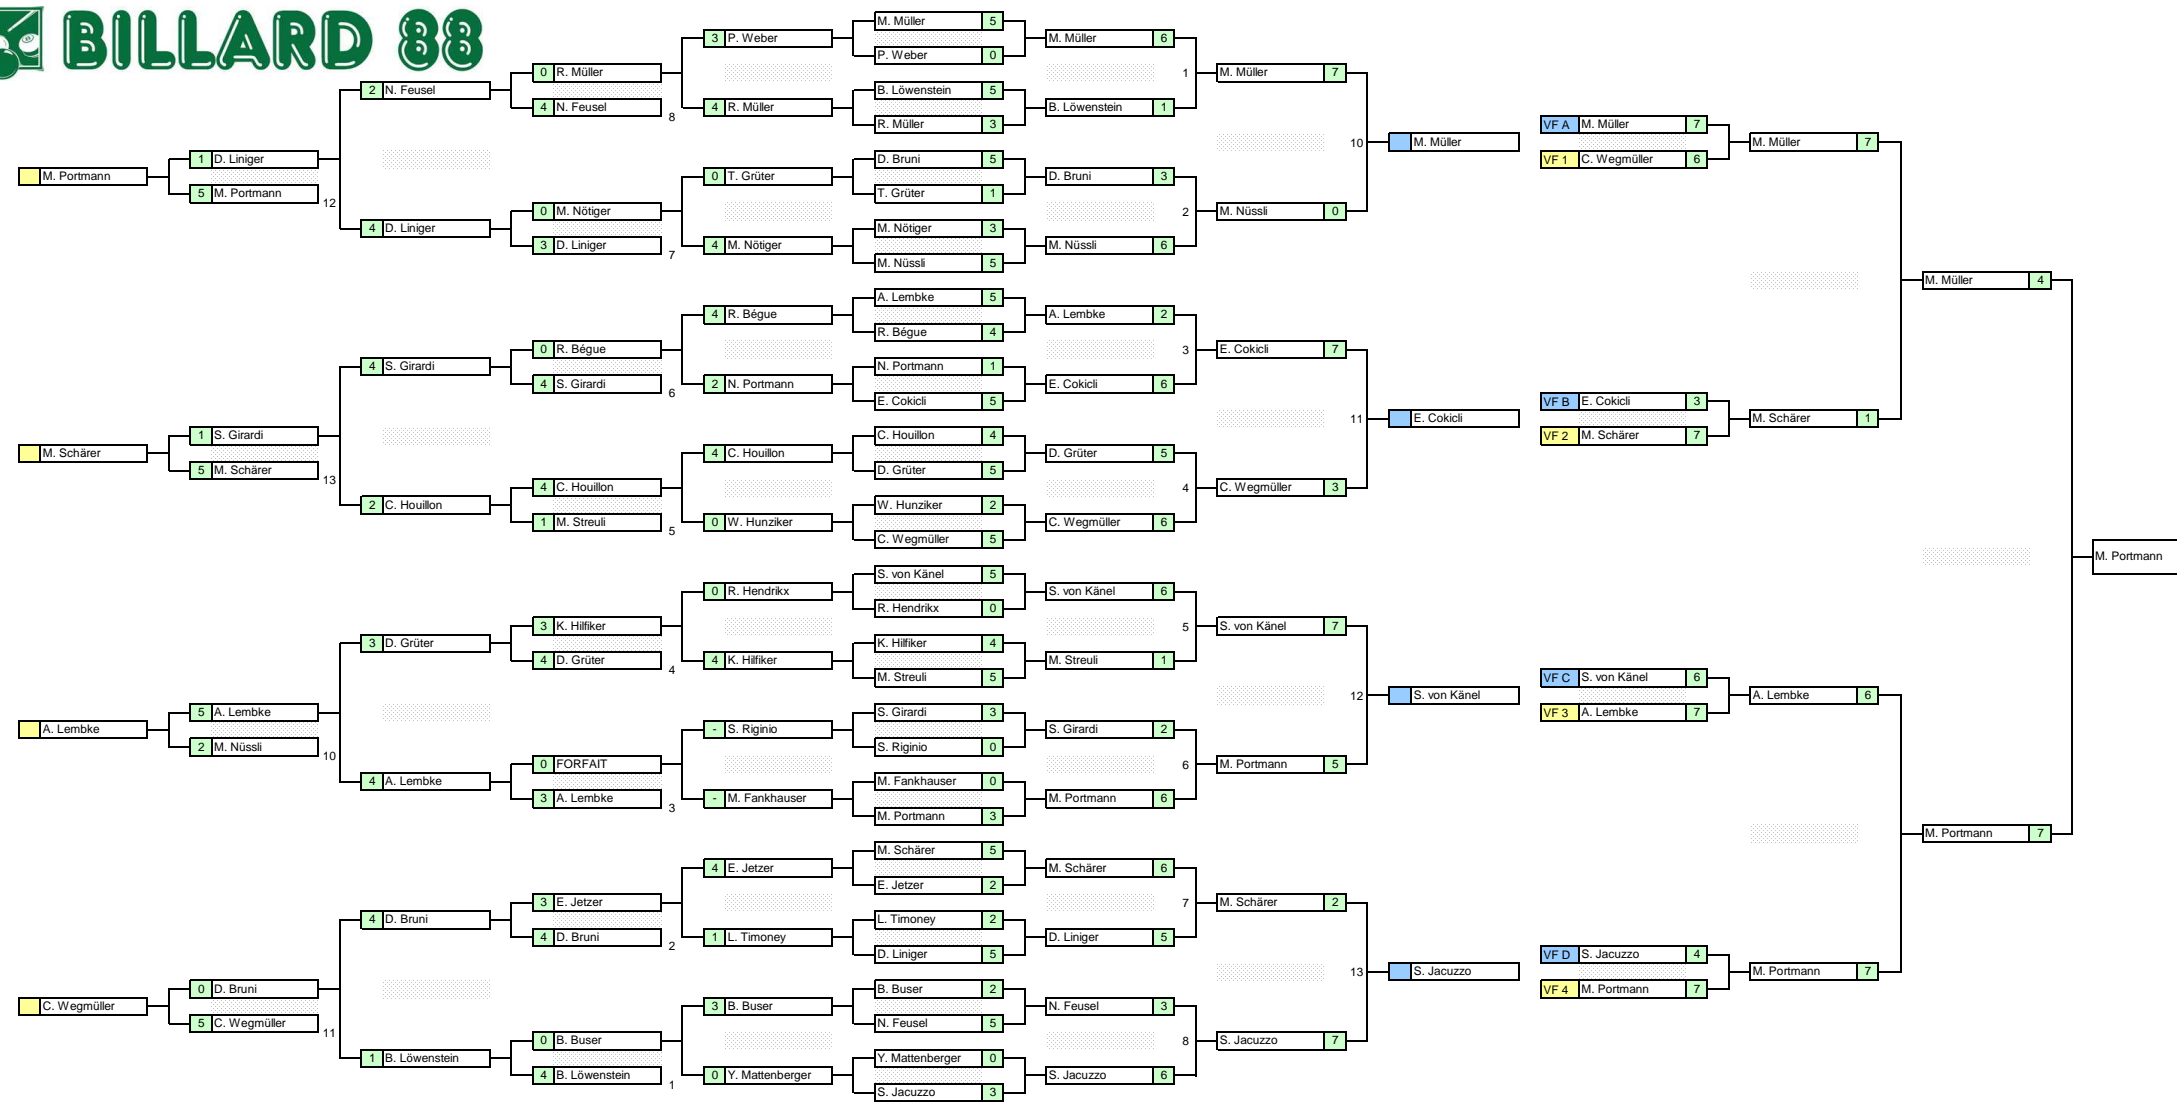 BILLARD 88
M. Portmann
M. Schärer
A. Lembke
C. Wegmüller
1 D. Liniger
5 M. Portmann
12
1 S. Girardi
5 M. Schärer
13
5 A. Lembke
2 M. Nüssli
10
0 D. Bruni
5 C. Wegmüller
11
2 N. Feusel
4 D. Liniger
4 S. Girardi
2 C. Houillon
3 D. Grüter
4 A. Lembke
4 D. Bruni
1 B. Löwenstein
0 R. Müller
4 N. Feusel
8
0 M. Nötiger
3 D. Liniger
7
0 R. Bégue
4 S. Girardi
6
4 C. Houillon
1 M. Streuli
5
3 K. Hilfiker
4 D. Grüter
4
0 FORFAIT
3 A. Lembke
3
3 E. Jetzer
4 D. Bruni
2
0 B. Buser
4 B. Löwenstein
1
3 P. Weber
4 R. Müller
0 T. Grüter
4 M. Nötiger
4 R. Bégue
2 N. Portmann
4 C. Houillon
0 W. Hunziker
0 R. Hendrikx
4 K. Hilfiker
- S. Riginio
- M. Fankhauser
4 E. Jetzer
1 L. Timoney
3 B. Buser
0 Y. Mattenberger
M. Müller 5
P. Weber 0
B. Löwenstein 5
R. Müller 3
D. Bruni 5
T. Grüter 1
M. Nötiger 3
M. Nüssli 5
A. Lembke 5
R. Bégue 4
N. Portmann 1
E. Cokicli 5
C. Houillon 4
D. Grüter 5
W. Hunziker 2
C. Wegmüller 5
S. von Känel 5
R. Hendrikx 0
K. Hilfiker 4
M. Streuli 5
S. Girardi 3
S. Riginio 0
M. Fankhauser 0
M. Portmann 3
M. Schärer 5
E. Jetzer 2
L. Timoney 2
D. Liniger 5
B. Buser 2
N. Feusel 5
Y. Mattenberger 0
S. Jacuzzo 3
M. Müller 6
1
B. Löwenstein 1
D. Bruni 3
2
M. Nüssli 6
A. Lembke 2
3
E. Cokicli 6
D. Grüter 5
4
C. Wegmüller 6
S. von Känel 6
5
M. Streuli 1
S. Girardi 2
6
M. Portmann 6
M. Schärer 6
7
D. Liniger 5
N. Feusel 3
8
S. Jacuzzo 6
M. Müller 7
10
M. Nüssli 0
E. Cokicli 7
11
C. Wegmüller 3
S. von Känel 7
12
M. Portmann 5
M. Schärer 2
13
S. Jacuzzo 7
M. Müller
E. Cokicli
S. von Känel
S. Jacuzzo
VF A M. Müller 7
VF 1 C. Wegmüller 6
VF B E. Cokicli 3
VF 2 M. Schärer 7
VF C S. von Känel 6
VF 3 A. Lembke 7
VF D S. Jacuzzo 4
VF 4 M. Portmann 7
M. Müller 7
M. Schärer 1
A. Lembke 6
M. Portmann 7
M. Müller 4
M. Portmann 7
M. Portmann